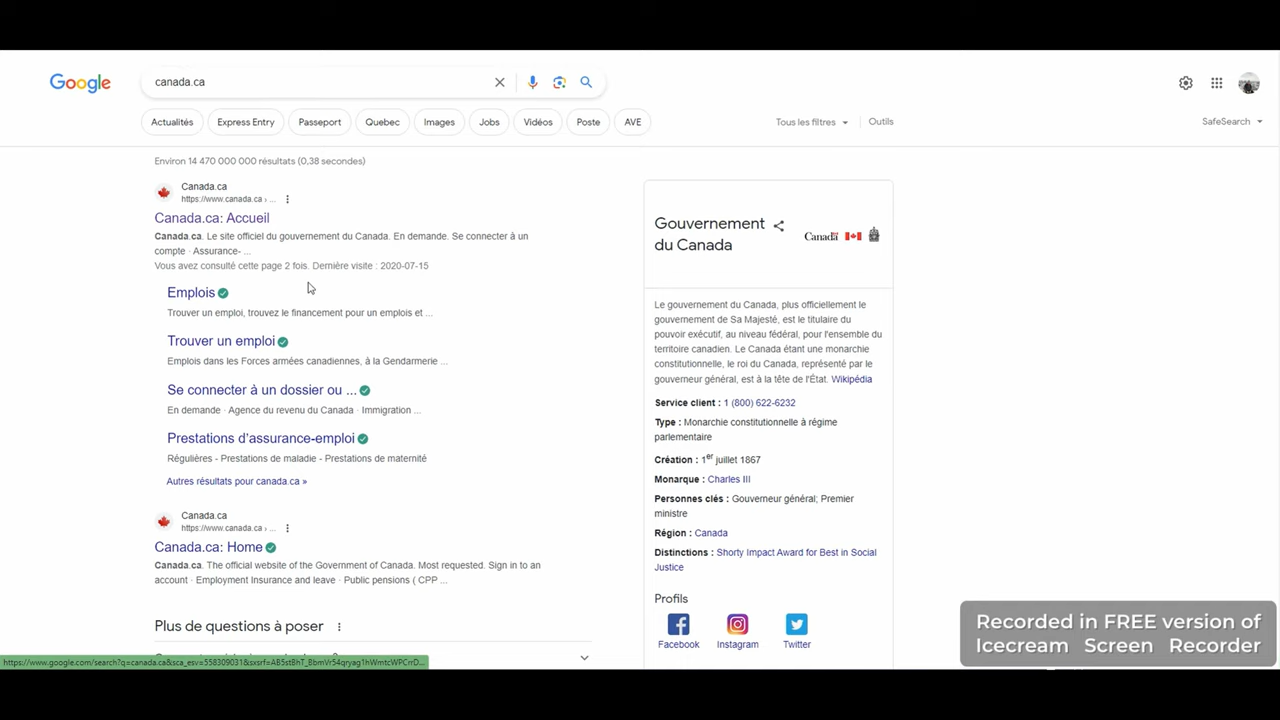 Google
canada.ca
Actualités
Express Entry
Passeport
Quebec
Images
Jobs
Vidéos
Poste
AVE
Tous les filtres
Outils
SafeSearch
Environ 14 470 000 000 résultats (0,38 secondes)
Canada.ca
https://www.canada.ca › ...
Canada.ca: Accueil
Canada.ca. Le site officiel du gouvernement du Canada. En demande. Se connecter à un
compte · Assurance- ...
Vous avez consulté cette page 2 fois. Dernière visite : 2020-07-15
Emplois
Trouver un emploi, trouvez le financement pour un emplois et ...
Trouver un emploi
Emplois dans les Forces armées canadiennes, à la Gendarmerie ...
Se connecter à un dossier ou ...
En demande · Agence du revenu du Canada · Immigration ...
Prestations d'assurance-emploi
Régulières - Prestations de maladie - Prestations de maternité
Autres résultats pour canada.ca »
Canada.ca
https://www.canada.ca › ...
Canada.ca: Home
Canada.ca. The official website of the Government of Canada. Most requested. Sign in to an
account · Employment Insurance and leave · Public pensions ( CPP ...
Plus de questions à poser
Gouvernement
du Canada
Canada
Le gouvernement du Canada, plus officiellement le
gouvernement de Sa Majesté, est le titulaire du
pouvoir exécutif, au niveau fédéral, pour l'ensemble du
territoire canadien. Le Canada étant une monarchie
constitutionnelle, le roi du Canada, représenté par le
gouverneur général, est à la tête de l'État. Wikipédia
Service client : 1 (800) 622-6232
Type : Monarchie constitutionnelle à régime
parlementaire
Création : 1er juillet 1867
Monarque : Charles III
Personnes clés : Gouverneur général; Premier
ministre
Région : Canada
Distinctions : Shorty Impact Award for Best in Social
Justice
Profils
Facebook
Instagram
Twitter
Recorded in FREE version of
Icecream Screen Recorder